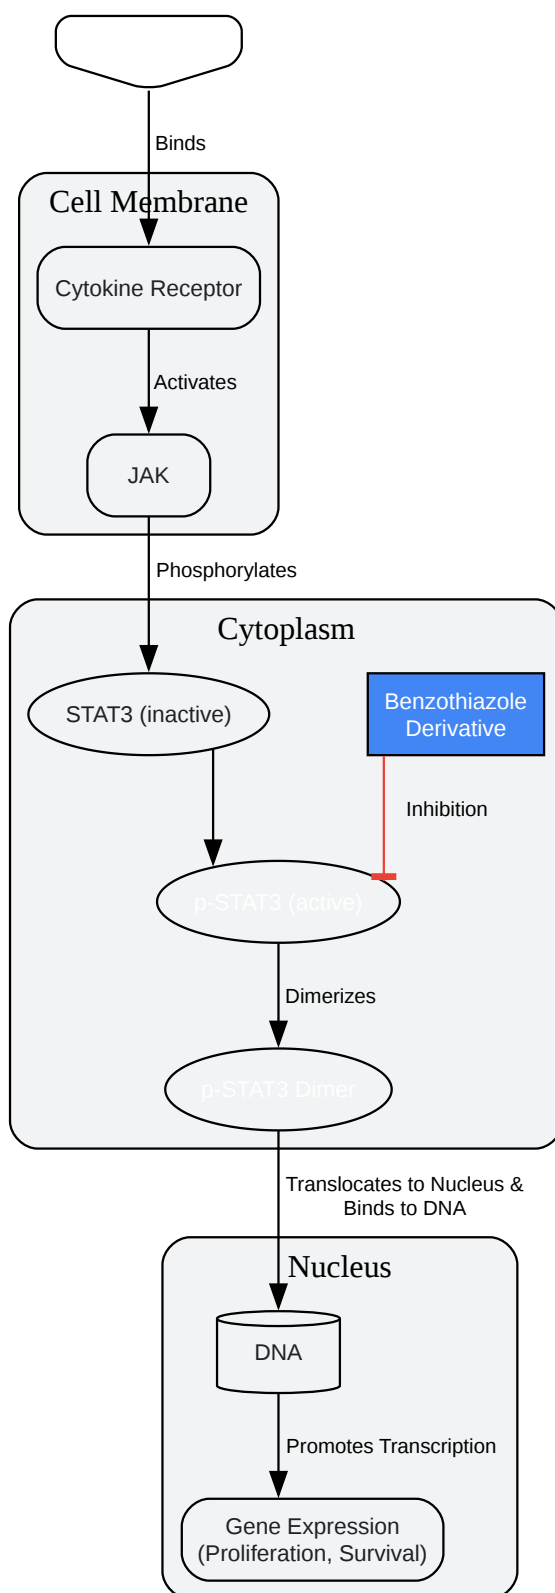 Binds
Cell Membrane
Cytokine Receptor
Activates
JAK
Phosphorylates
Cytoplasm
STAT3 (inactive)
Benzothiazole
Derivative
Inhibition
p-STAT3 (active)
Dimerizes
p-STAT3 Dimer
Translocates to Nucleus &
Binds to DNA
Nucleus
DNA
Promotes Transcription
Gene Expression
(Proliferation, Survival)